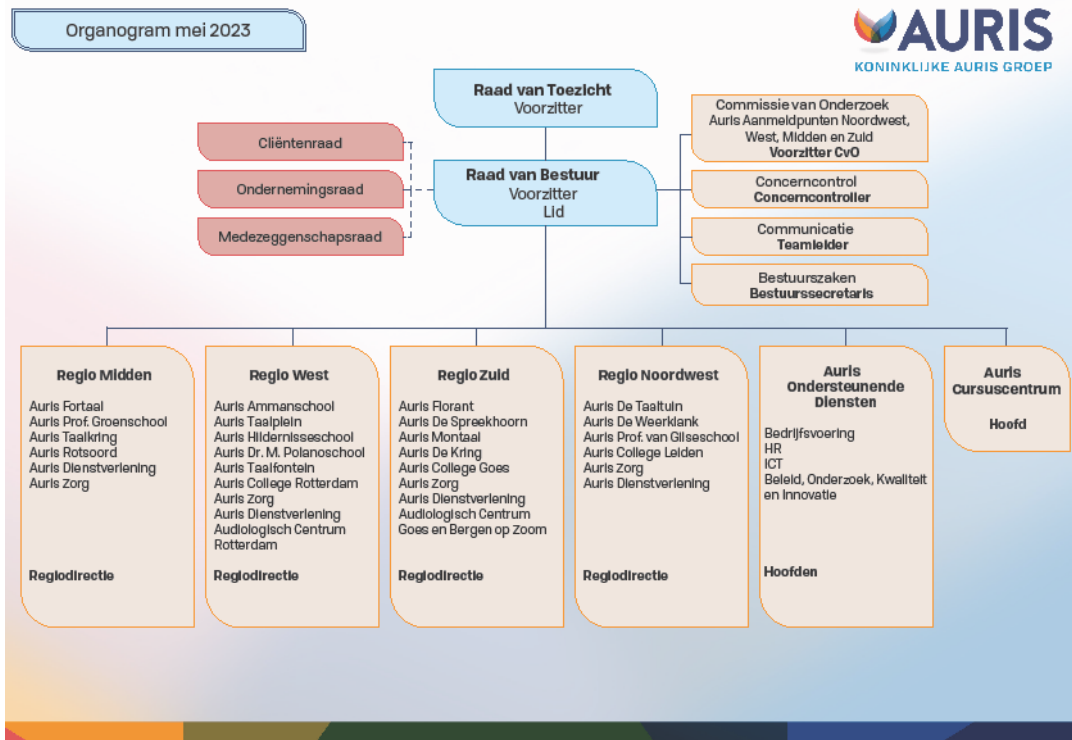 Organogram mei 2023
AURIS
KONINKLIJKE AURIS GROEP
Raad van Toezicht
Voorzitter
Cliëntenraad
Ondernemingsraad
Medezeggenschapsraad
Raad van Bestuur
Voorzitter
Lid
Commissie van Onderzoek
Auris Aanmeldpunten Noordwest,
West, Midden en Zuid
Voorzitter CvO
Concerncontrol
Concerncontroller
Communicatie
Teamleider
Bestuurszaken
Bestuurssecretaris
Regio Midden
Auris Fortaal
Auris Prof. Groenschool
Auris Taalkring
Auris Rotsoord
Auris Dienstverlening
Auris Zorg
Regiodirectie
Regio West
Auris Ammanschool
Auris Taalplein
Auris Hildernisseschool
Auris Dr. M. Polanoschool
Auris Taalfontein
Auris College Rotterdam
Auris Zorg
Auris Dienstverlening
Audiologisch Centrum
Rotterdam
Regiodirectie
Regio Zuid
Auris Florant
Auris De Spreekhoorn
Auris Montaal
Auris De Kring
Auris College Goes
Auris Zorg
Auris Dienstverlening
Audiologisch Centrum
Goes en Bergen op Zoom
Regiodirectie
Regio Noordwest
Auris De Taaltuin
Auris De Weerklank
Auris Prof. van Gilseschool
Auris College Leiden
Auris Zorg
Auris Dienstverlening
Regiodirectie
Auris
Ondersteunende
Diensten
Bedrijfsvoering
HR
ICT
Beleid, Onderzoek, Kwaliteit
en Innovatie
Hoofden
Auris
Cursuscentrum
Hoofd